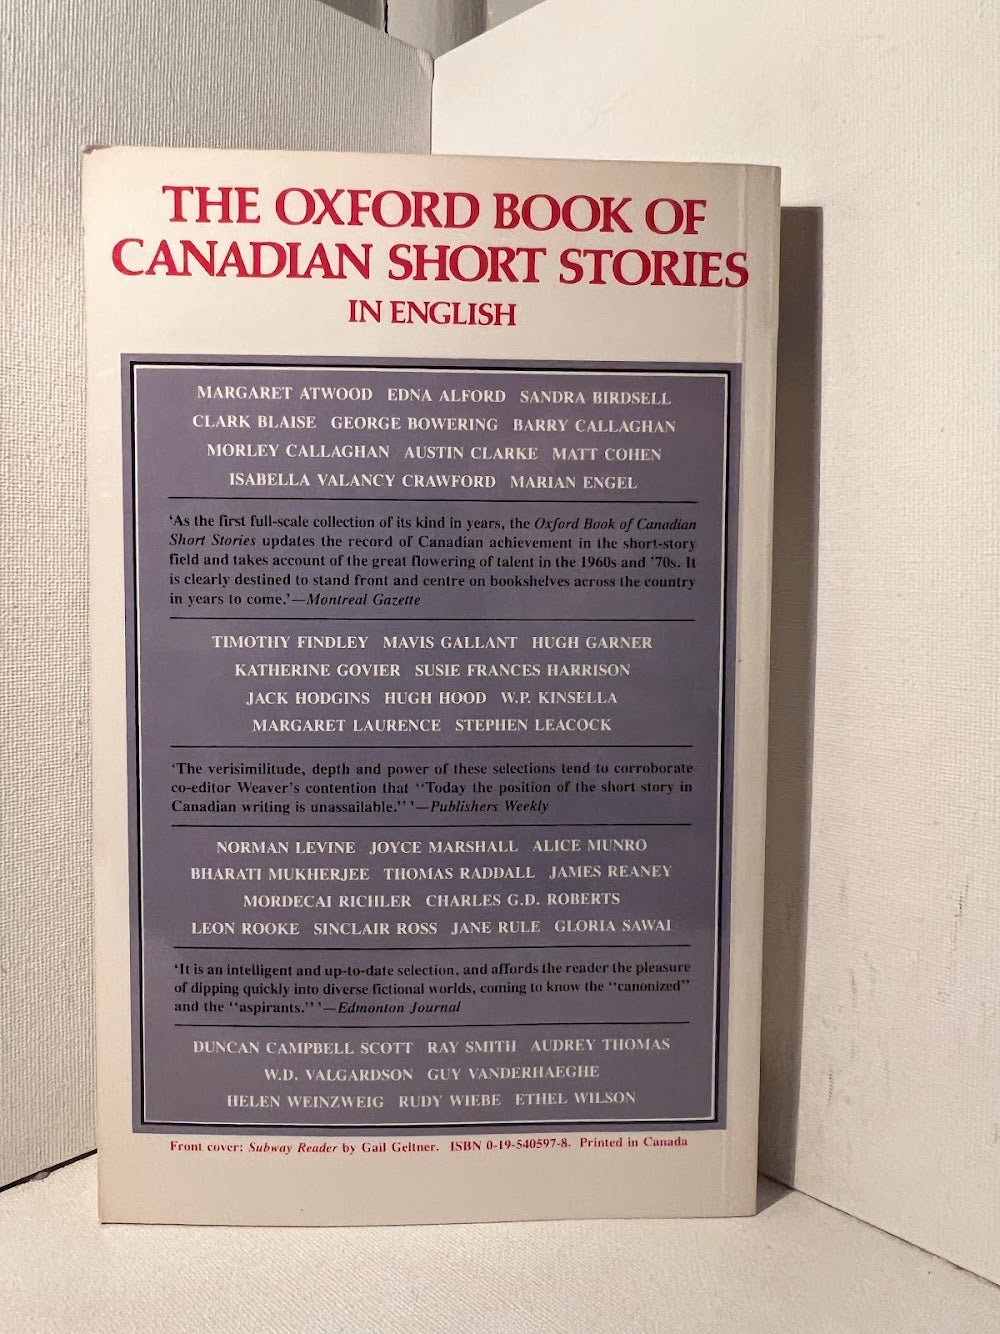 THE OXFORD BOOK OF
CANADIAN SHORT STORIES
IN ENGLISH
MARGARET ATWOOD EDNA ALFORD SANDRA BIRDSELL
CLARK BLAISE GEORGE BOWERING BARRY CALLAGHAN
MORLEY CALLAGHAN AUSTIN CLARKE MATT COHEN
ISABELLA VALANCY CRAWFORD MARIAN ENGEL
'As the first full-scale collection of its kind in years, the Oxford Book of Canadian
Short Stories updates the record of Canadian achievement in the short-story
field and takes account of the great flowering of talent in the 1960s and '70s. It
is clearly destined to stand front and centre on bookshelves across the country
in years to come.'—Montreal Gazette
TIMOTHY FINDLEY MAVIS GALLANT HUGH GARNER
KATHERINE GOVIER SUSIE FRANCES HARRISON
JACK HODGINS HUGH HOOD W.P. KINSELLA
MARGARET LAURENCE STEPHEN LEACOCK
'The verisimilitude, depth and power of these selections tend to corroborate
co-editor Weaver's contention that "Today the position of the short story in
Canadian writing is unassailable." '—Publishers Weekly
NORMAN LEVINE JOYCE MARSHALL ALICE MUNRO
BHARATI MUKHERJEE THOMAS RADDALL JAMES REANEY
MORDECAI RICHLER CHARLES G.D. ROBERTS
LEON ROOKE SINCLAIR ROSS JANE RULE GLORIA SAWAI
'It is an intelligent and up-to-date selection, and affords the reader the pleasure
of dipping quickly into diverse fictional worlds, coming to know the "canonized"
and the "aspirants." '—Edmonton Journal
DUNCAN CAMPBELL SCOTT RAY SMITH AUDREY THOMAS
W.D. VALGARDSON GUY VANDERHAEGHE
HELEN WEINZWEIG RUDY WIEBE ETHEL WILSON
Front cover: Subway Reader by Gail Geltner. ISBN 0-19-540597-8. Printed in Canada